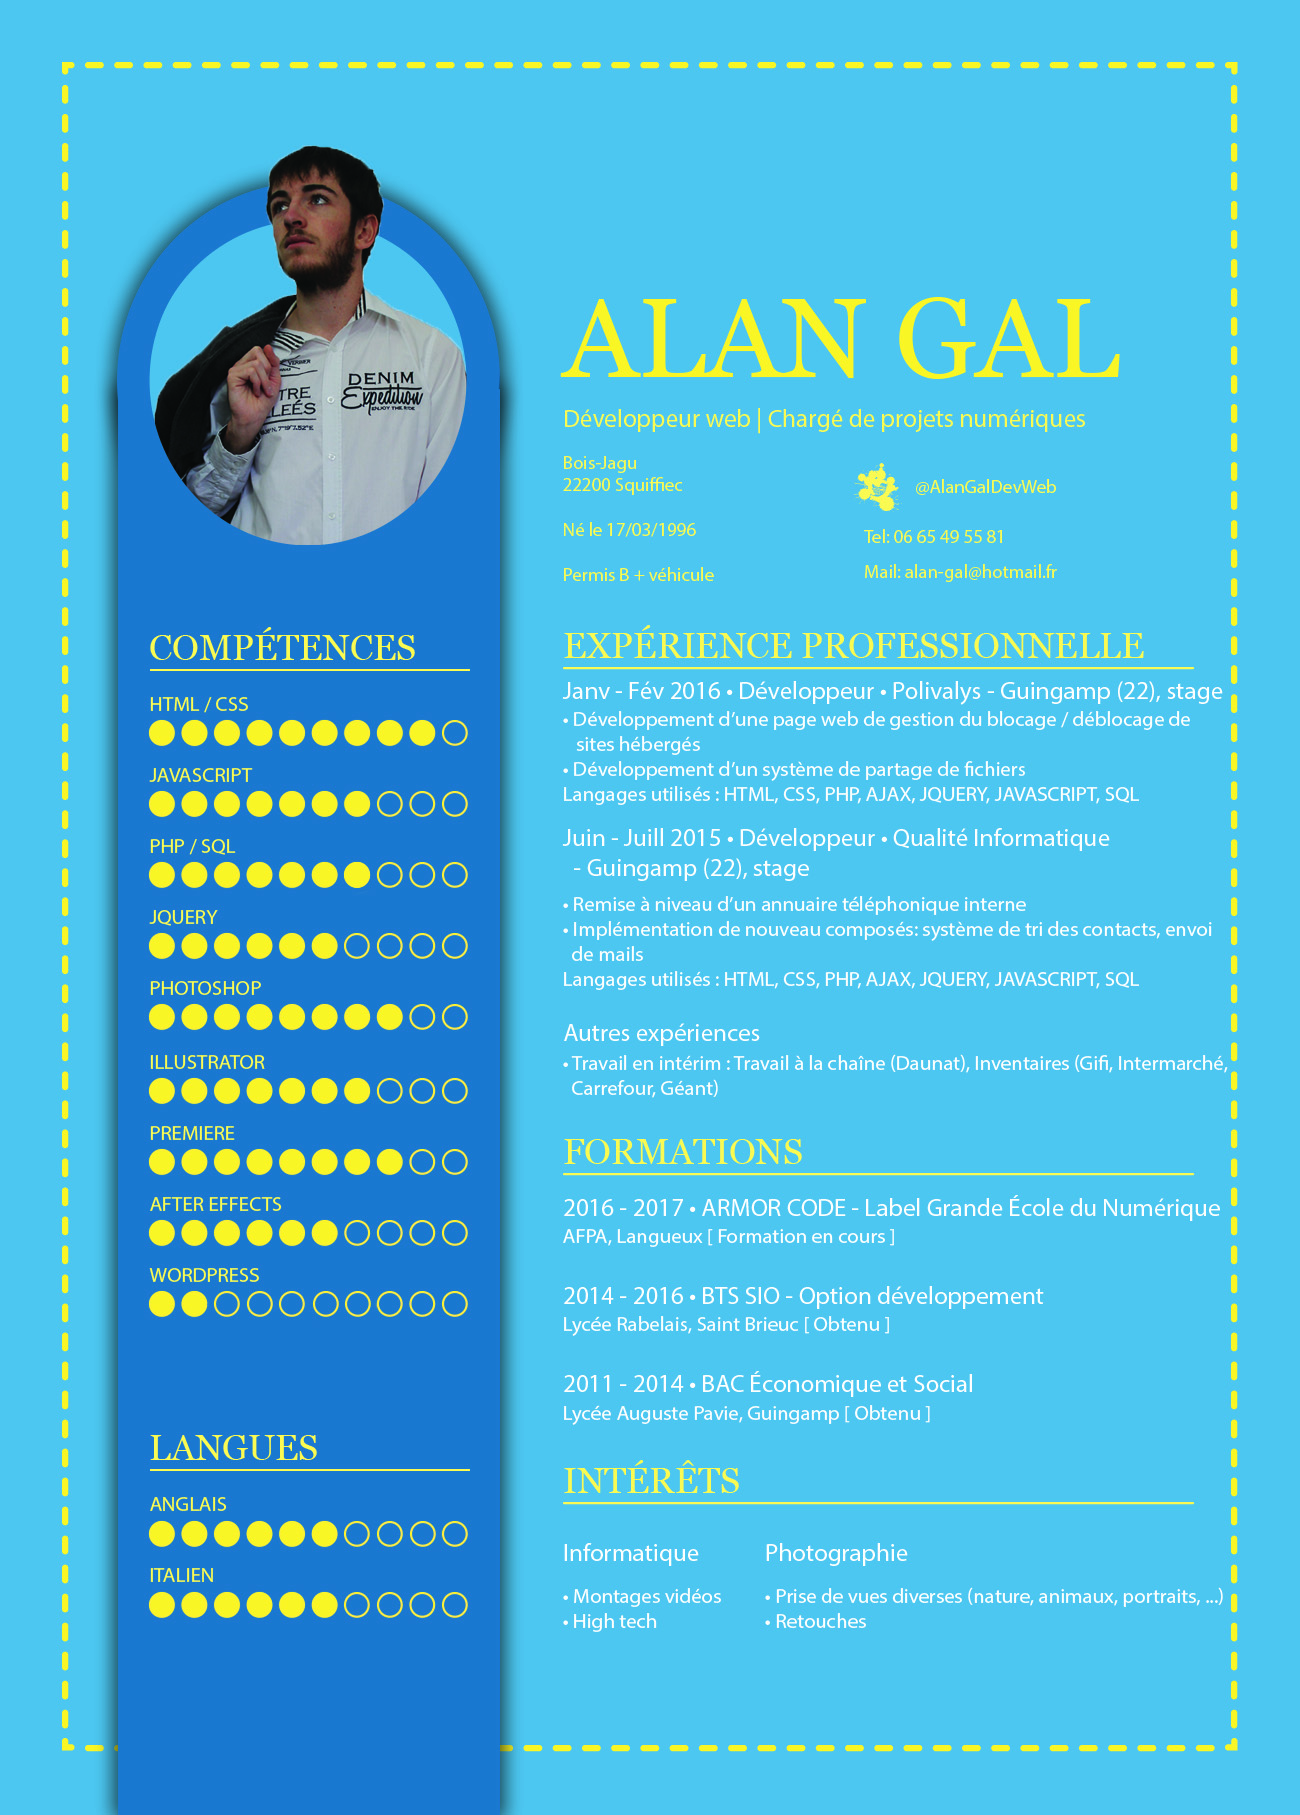 ALAN GAL
Développeur web | Chargé de projets numériques
Bois-Jagu
22200 Squiffiec
Né le 17/03/1996
Permis B + véhicule
@AlanGalDevWeb
Tel: 06 65 49 55 81
Mail: alan-gal@hotmail.fr
DENIM
Expedition
ENJOY THE RIDE
COMPÉTENCES
HTML / CSS
JAVASCRIPT
PHP / SQL
JQUERY
PHOTOSHOP
ILLUSTRATOR
PREMIERE
AFTER EFFECTS
WORDPRESS
LANGUES
ANGLAIS
ITALIEN
EXPÉRIENCE PROFESSIONNELLE
Janv - Fév 2016 • Développeur • Polivalys - Guingamp (22), stage
• Développement d’une page web de gestion du blocage / déblocage de
sites hébergés
• Développement d’un système de partage de fichiers
Langages utilisés : HTML, CSS, PHP, AJAX, JQUERY, JAVASCRIPT, SQL
Juin - Juill 2015 • Développeur • Qualité Informatique
- Guingamp (22), stage
• Remise à niveau d’un annuaire téléphonique interne
• Implémentation de nouveau composés: système de tri des contacts, envoi
de mails
Langages utilisés : HTML, CSS, PHP, AJAX, JQUERY, JAVASCRIPT, SQL
Autres expériences
• Travail en intérim : Travail à la chaîne (Daunat), Inventaires (Gifi, Intermarché,
Carrefour, Géant)
FORMATIONS
2016 - 2017 • ARMOR CODE - Label Grande École du Numérique
AFPA, Langueux [ Formation en cours ]
2014 - 2016 • BTS SIO - Option développement
Lycée Rabelais, Saint Brieuc [ Obtenu ]
2011 - 2014 • BAC Économique et Social
Lycée Auguste Pavie, Guingamp [ Obtenu ]
INTÉRÊTS
Informatique
• Montages vidéos
• High tech
Photographie
• Prise de vues diverses (nature, animaux, portraits, ...)
• Retouches